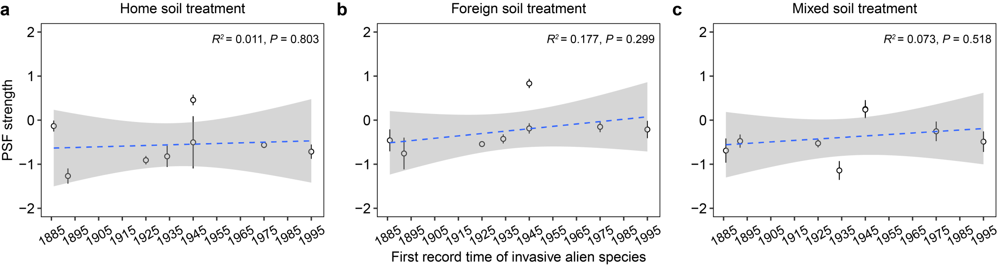 a Home soil treatment
R² = 0.011, P = 0.803
PSF strength
2
1
0
−1
−2
1885 1895 1905 1915 1925 1935 1945 1955 1965 1975 1985 1995
b Foreign soil treatment
R² = 0.177, P = 0.299
2
1
0
−1
−2
1885 1895 1905 1915 1925 1935 1945 1955 1965 1975 1985 1995
c Mixed soil treatment
R² = 0.073, P = 0.518
2
1
0
−1
−2
1885 1895 1905 1915 1925 1935 1945 1955 1965 1975 1985 1995
First record time of invasive alien species